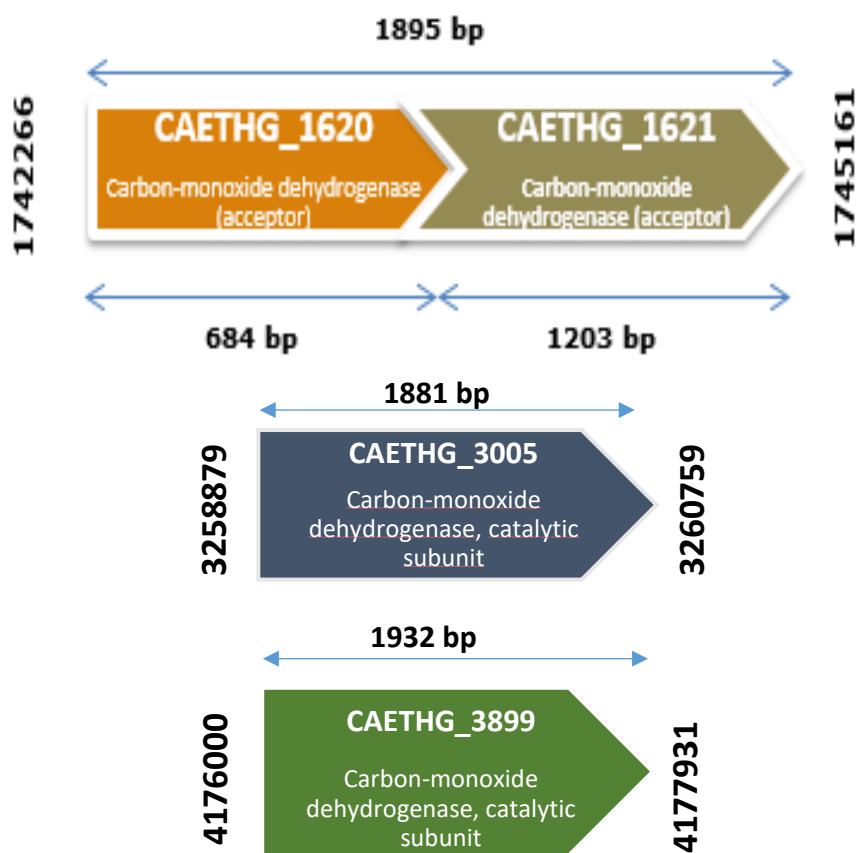 1895 bp
1742266
CAETHG_1620
Carbon-monoxide dehydrogenase
(acceptor)
CAETHG_1621
Carbon-monoxide
dehydrogenase (acceptor)
1745161
684 bp
1203 bp
1881 bp
3258879
CAETHG_3005
Carbon-monoxide
dehydrogenase, catalytic
subunit
3260759
1932 bp
4176000
CAETHG_3899
Carbon-monoxide
dehydrogenase, catalytic
subunit
4177931